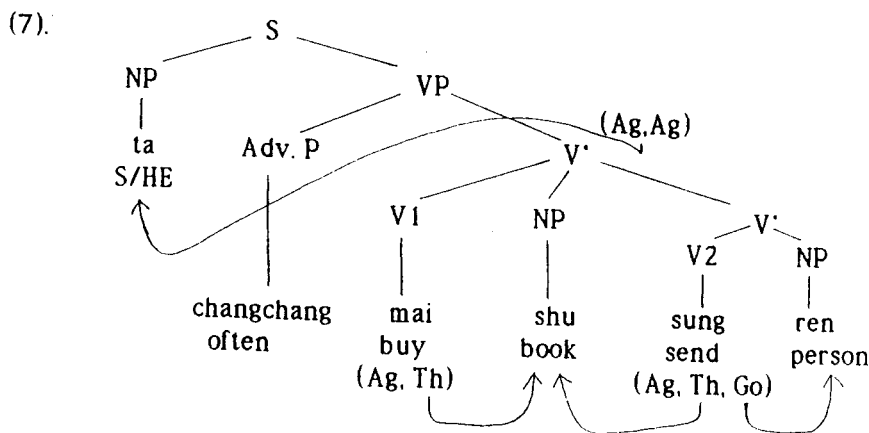 (7).
S
NP VP
(Ag,Ag)
ta Adv. P V'
S/HE
V1 NP V'
V2 NP
changchang mai shu sung ren
often buy book send person
(Ag, Th) (Ag, Th, Go)